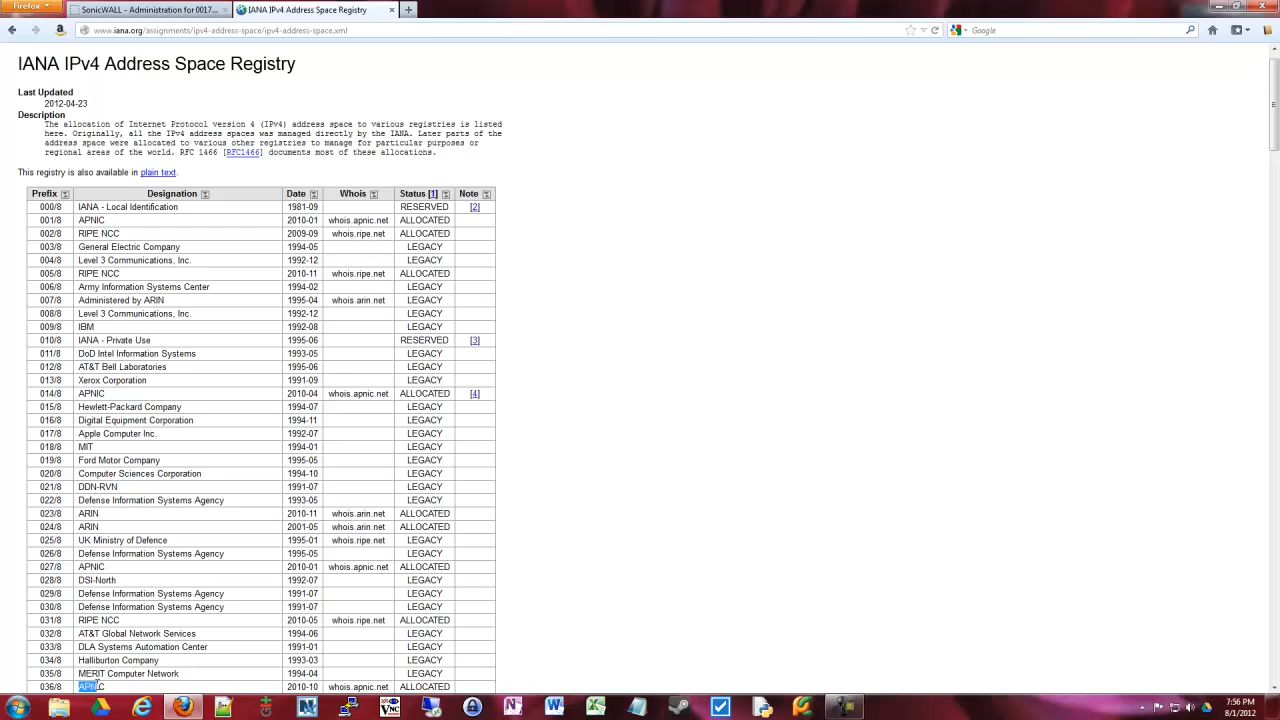 Firefox
SonicWALL - Administration for 0017...
IANA IPv4 Address Space Registry
www.iana.org/assignments/ipv4-address-space/ipv4-address-space.xml
Google
IANA IPv4 Address Space Registry
Last Updated
2012-04-23
Description
The allocation of Internet Protocol version 4 (IPv4) address space to various registries is listed
here. Originally, all the IPv4 address spaces was managed directly by the IANA. Later parts of the
address space were allocated to various other registries to manage for particular purposes or
regional areas of the world. RFC 1466 [RFC1466] documents most of these allocations.
This registry is also available in plain text.
Prefix Designation Date Whois Status [1] Note
000/8 IANA - Local Identification 1981-09 RESERVED [2]
001/8 APNIC 2010-01 whois.apnic.net ALLOCATED
002/8 RIPE NCC 2009-09 whois.ripe.net ALLOCATED
003/8 General Electric Company 1994-05 LEGACY
004/8 Level 3 Communications, Inc. 1992-12 LEGACY
005/8 RIPE NCC 2010-11 whois.ripe.net ALLOCATED
006/8 Army Information Systems Center 1994-02 LEGACY
007/8 Administered by ARIN 1995-04 whois.arin.net LEGACY
008/8 Level 3 Communications, Inc. 1992-12 LEGACY
009/8 IBM 1992-08 LEGACY
010/8 IANA - Private Use 1995-06 RESERVED [3]
011/8 DoD Intel Information Systems 1993-05 LEGACY
012/8 AT&T Bell Laboratories 1995-06 LEGACY
013/8 Xerox Corporation 1991-09 LEGACY
014/8 APNIC 2010-04 whois.apnic.net ALLOCATED [4]
015/8 Hewlett-Packard Company 1994-07 LEGACY
016/8 Digital Equipment Corporation 1994-11 LEGACY
017/8 Apple Computer Inc. 1992-07 LEGACY
018/8 MIT 1994-01 LEGACY
019/8 Ford Motor Company 1995-05 LEGACY
020/8 Computer Sciences Corporation 1994-10 LEGACY
021/8 DDN-RVN 1991-07 LEGACY
022/8 Defense Information Systems Agency 1993-05 LEGACY
023/8 ARIN 2010-11 whois.arin.net ALLOCATED
024/8 ARIN 2001-05 whois.arin.net ALLOCATED
025/8 UK Ministry of Defence 1995-01 whois.ripe.net LEGACY
026/8 Defense Information Systems Agency 1995-05 LEGACY
027/8 APNIC 2010-01 whois.apnic.net ALLOCATED
028/8 DSI-North 1992-07 LEGACY
029/8 Defense Information Systems Agency 1991-07 LEGACY
030/8 Defense Information Systems Agency 1991-07 LEGACY
031/8 RIPE NCC 2010-05 whois.ripe.net ALLOCATED
032/8 AT&T Global Network Services 1994-06 LEGACY
033/8 DLA Systems Automation Center 1991-01 LEGACY
034/8 Halliburton Company 1993-03 LEGACY
035/8 MERIT Computer Network 1994-04 LEGACY
036/8 APNIC 2010-10 whois.apnic.net ALLOCATED
7:56 PM
8/1/2012